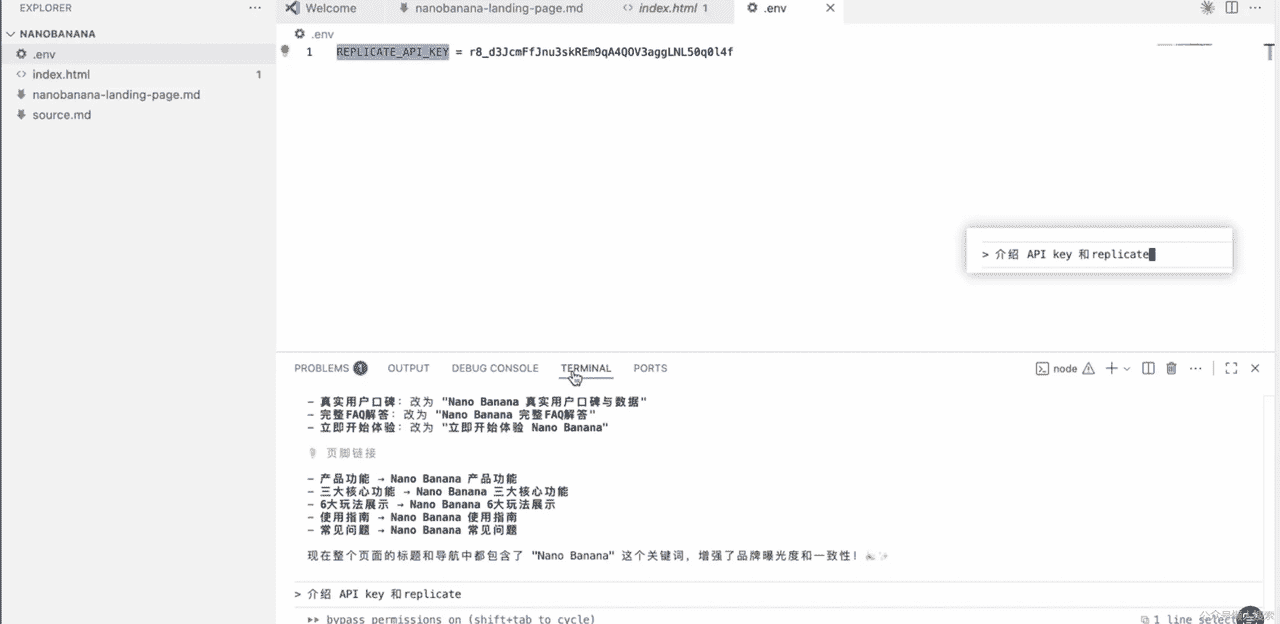 EXPLORER
Welcome
nanobanana-landing-page.md
index.html 1
.env
NANOBANANA
.env
index.html 1
nanobanana-landing-page.md
source.md
.env
1 REPLICATE_API_KEY = r8_d3JcmFfJnu3skREm9qA4QOV3aggLNL50q0l4f
> 介绍 API key 和replicate
PROBLEMS 1 OUTPUT DEBUG CONSOLE TERMINAL PORTS
node
- 真实用户口碑: 改为 "Nano Banana 真实用户口碑与数据"
- 完整FAQ解答: 改为 "Nano Banana 完整FAQ解答"
- 立即开始体验: 改为 "立即开始体验 Nano Banana"
页脚链接
- 产品功能 → Nano Banana 产品功能
- 三大核心功能 → Nano Banana 三大核心功能
- 6大玩法展示 → Nano Banana 6大玩法展示
- 使用指南 → Nano Banana 使用指南
- 常见问题 → Nano Banana 常见问题
现在整个页面的标题和导航中都包含了 "Nano Banana" 这个关键词，增强了品牌曝光度和一致性！
> 介绍 API key 和replicate
bypass permissions on (shift+tab to cycle)
1 line